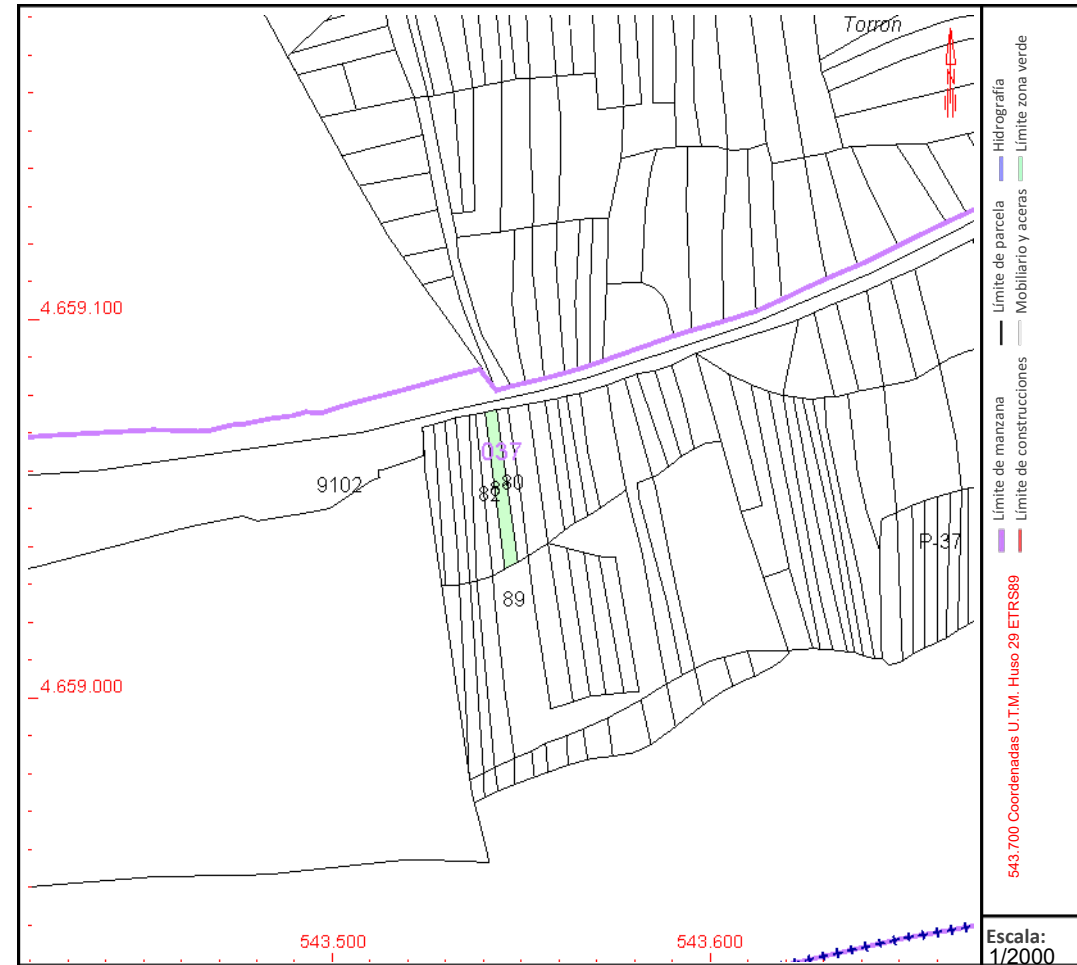 Torrón
N
4.659.100
037
9102
82
80
P-37
89
4.659.000
543.500
543.600
Límite de manzana
Límite de parcela
Hidrografía
Límite de construcciones
Mobiliario y aceras
Límite zona verde
543.700 Coordenadas U.T.M. Huso 29 ETRS89
Escala:
1/2000